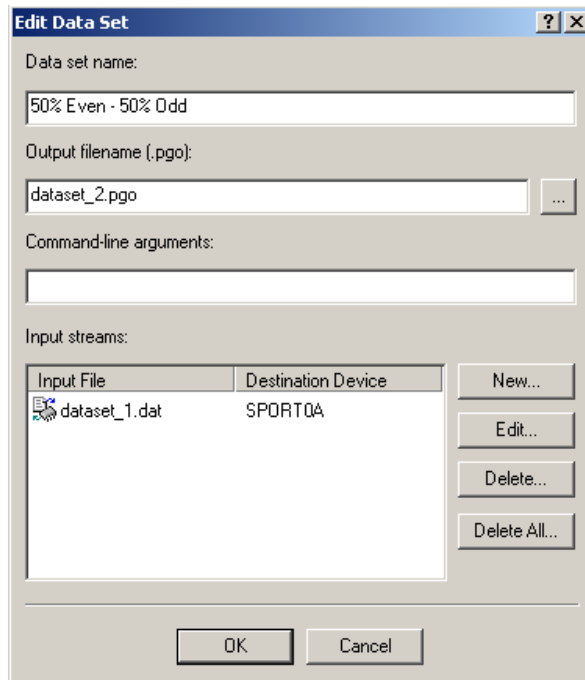 Edit Data Set
Data set name:
50% Even - 50% Odd
Output filename (.pgo):
dataset_2.pgo
...
Command-line arguments:
Input streams:
Input File Destination Device
dataset_1.dat SPORT0A
New...
Edit...
Delete...
Delete All...
OK Cancel